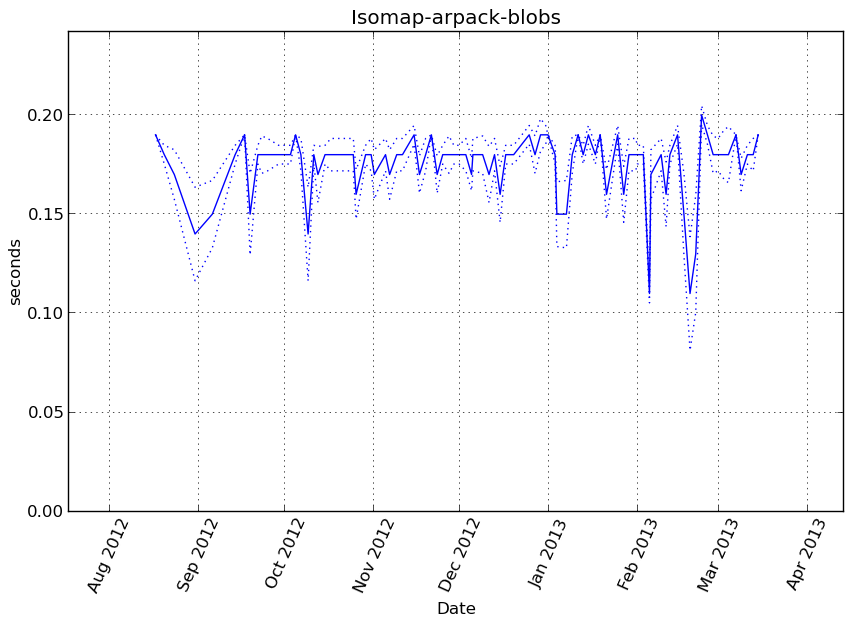 Isomap-arpack-blobs
0.20
0.15
0.10
0.05
0.00
seconds
Aug 2012
Sep 2012
Oct 2012
Nov 2012
Dec 2012
Jan 2013
Feb 2013
Mar 2013
Apr 2013
Date